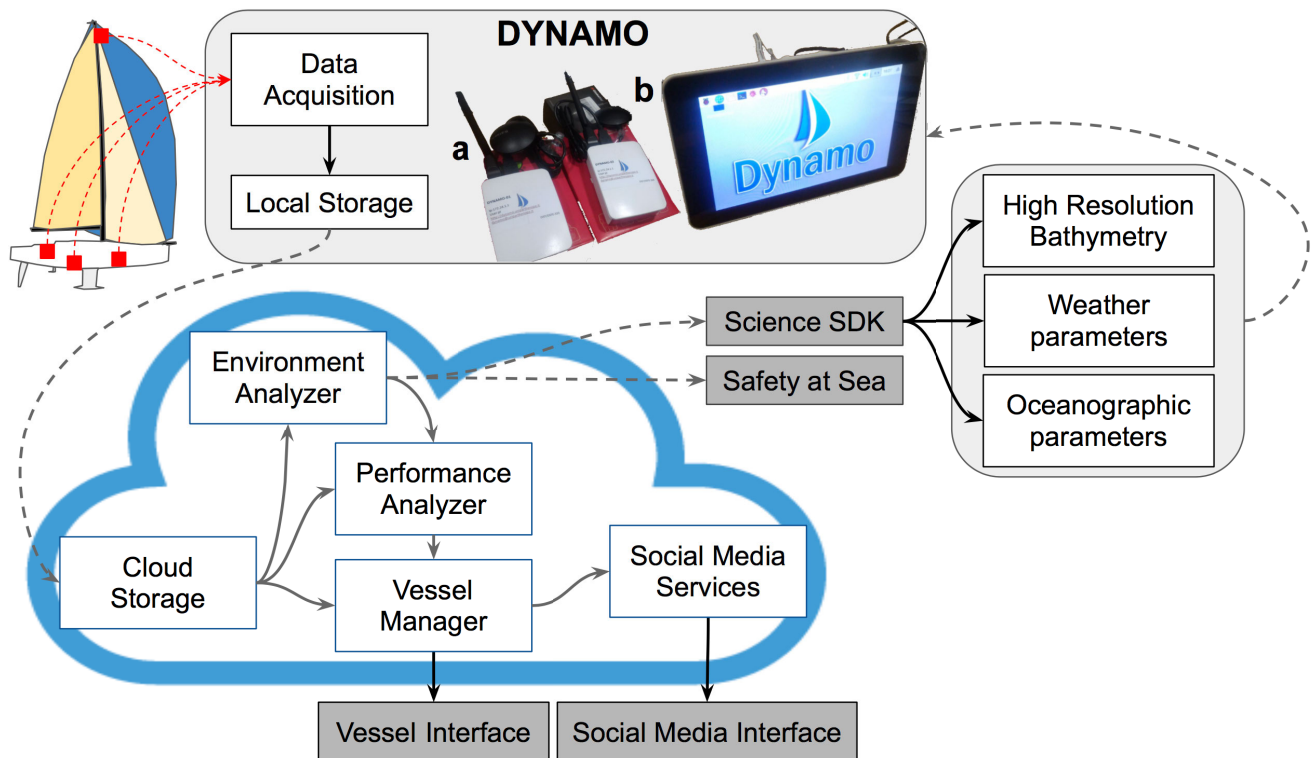 DYNAMO
Data
Acquisition
Local Storage
a
b
Dynamo
High Resolution
Bathymetry
Weather
parameters
Oceanographic
parameters
Science SDK
Safety at Sea
Environment
Analyzer
Performance
Analyzer
Cloud
Storage
Vessel
Manager
Social Media
Services
Vessel Interface
Social Media Interface